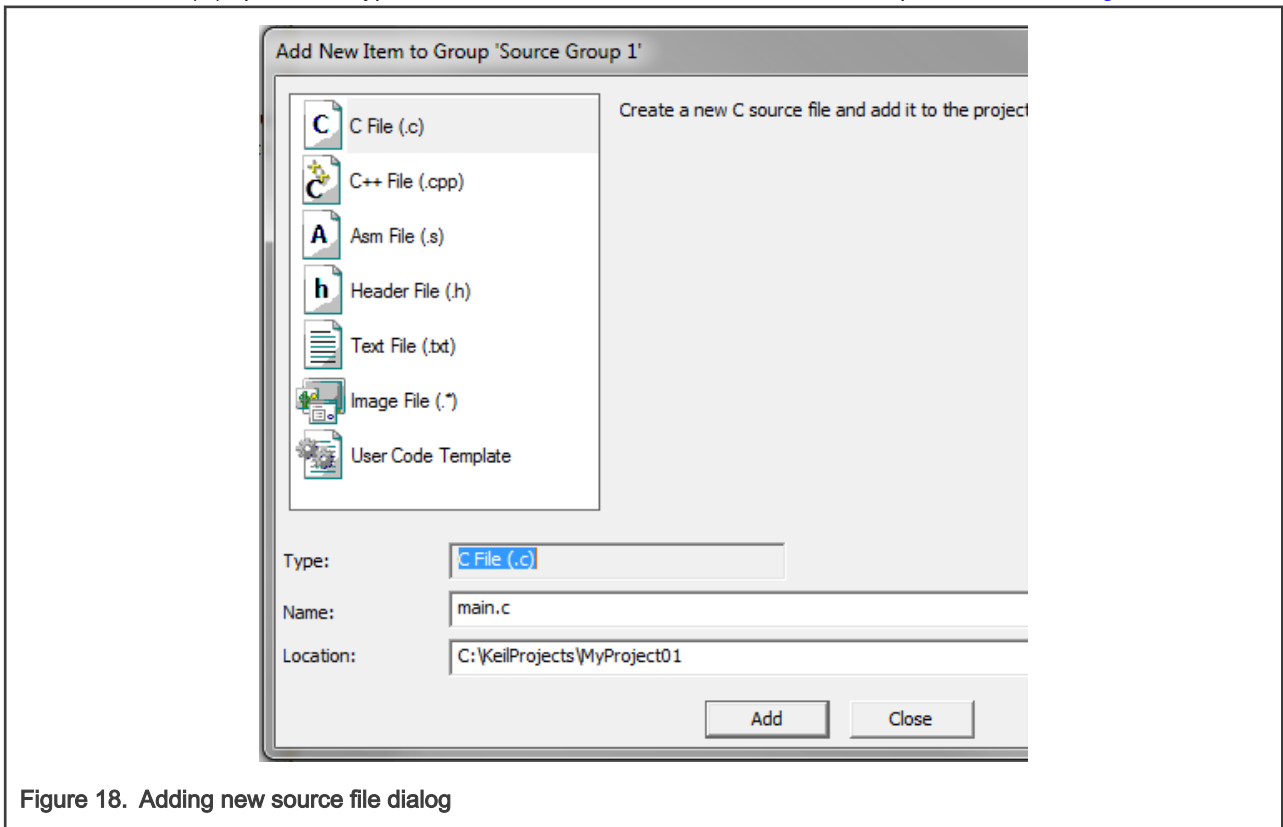 Add New Item to Group 'Source Group 1'
C C File (.c)
Create a new C source file and add it to the project
C C++ File (.cpp)
A Asm File (.s)
h Header File (.h)
Text File (.txt)
Image File (.*)
User Code Template
Type: C File (.c)
Name: main.c
Location: C:\KeilProjects\MyProject01
Add Close
Figure 18. Adding new source file dialog